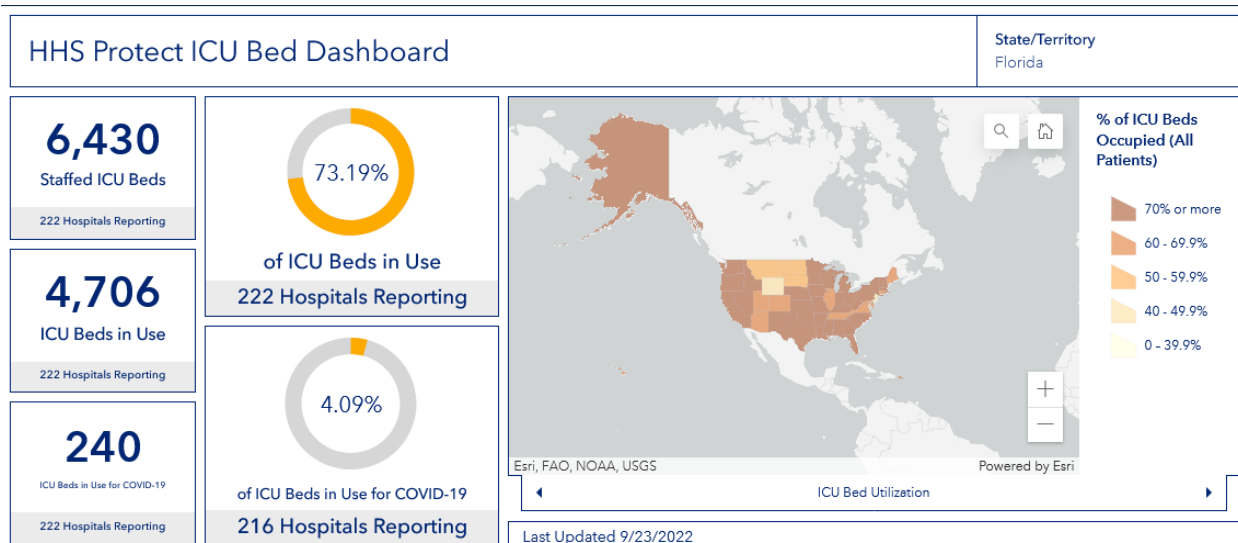 HHS Protect ICU Bed Dashboard
State/Territory
Florida
6,430
Staffed ICU Beds
222 Hospitals Reporting
4,706
ICU Beds in Use
222 Hospitals Reporting
240
ICU Beds in Use for COVID-19
222 Hospitals Reporting
73.19%
of ICU Beds in Use
222 Hospitals Reporting
4.09%
of ICU Beds in Use for COVID-19
216 Hospitals Reporting
Esri, FAO, NOAA, USGS
Powered by Esri
ICU Bed Utilization
Last Updated 9/23/2022
% of ICU Beds
Occupied (All
Patients)
70% or more
60 - 69.9%
50 - 59.9%
40 - 49.9%
0 - 39.9%